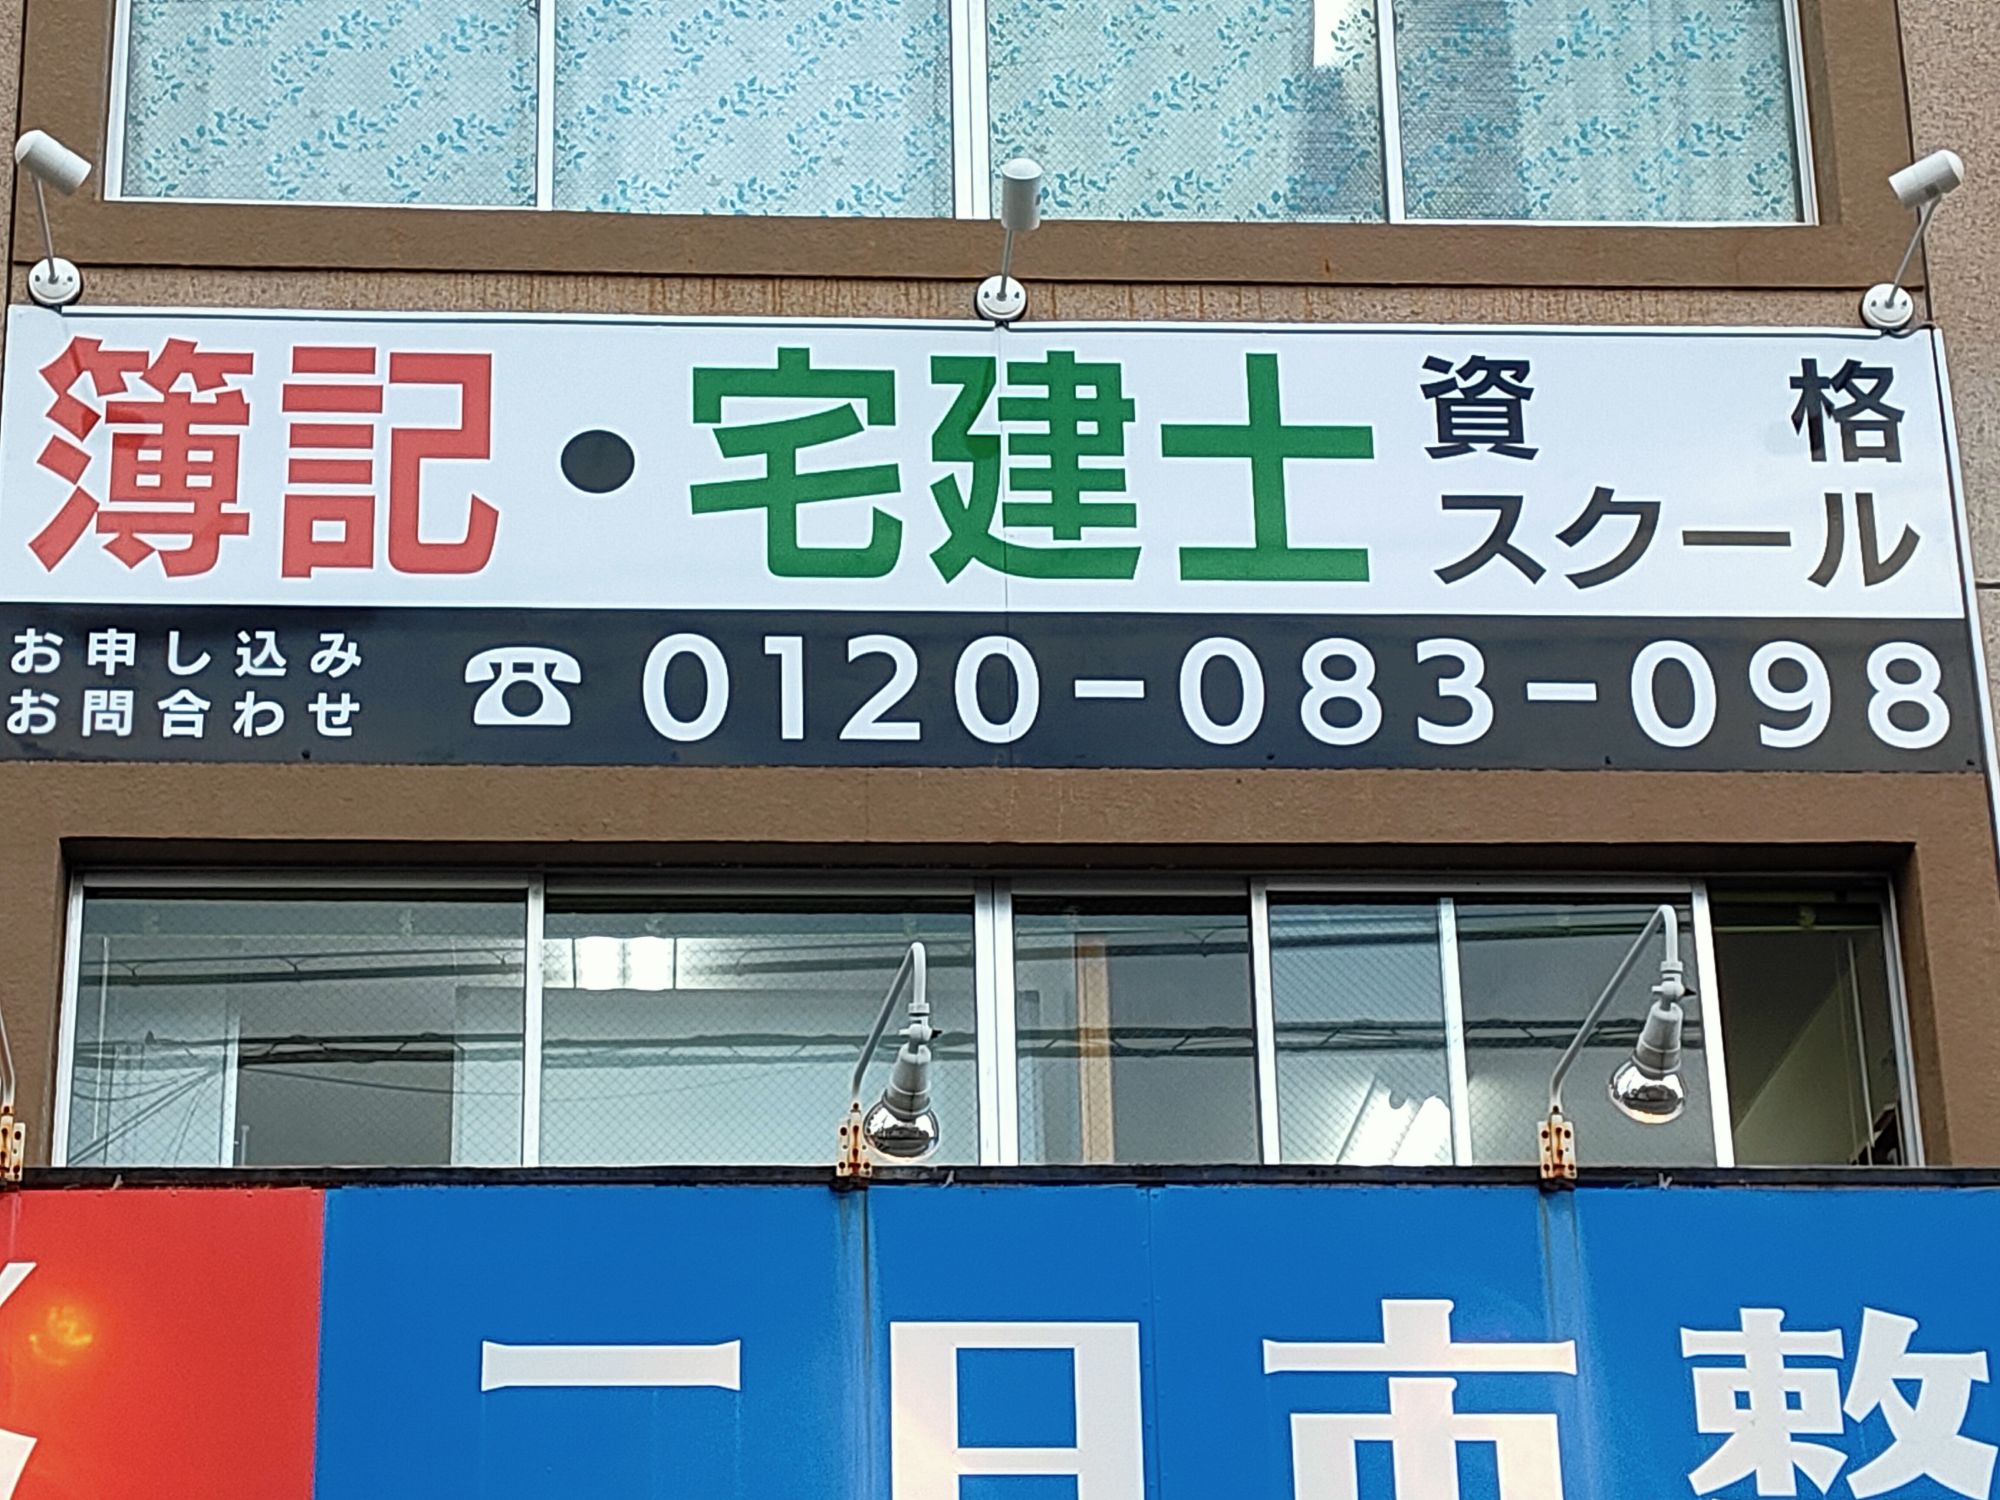 簿記・宅建士 資格
スクール
お申し込み
お問合わせ
☎ 0120-083-098
一日市 敷